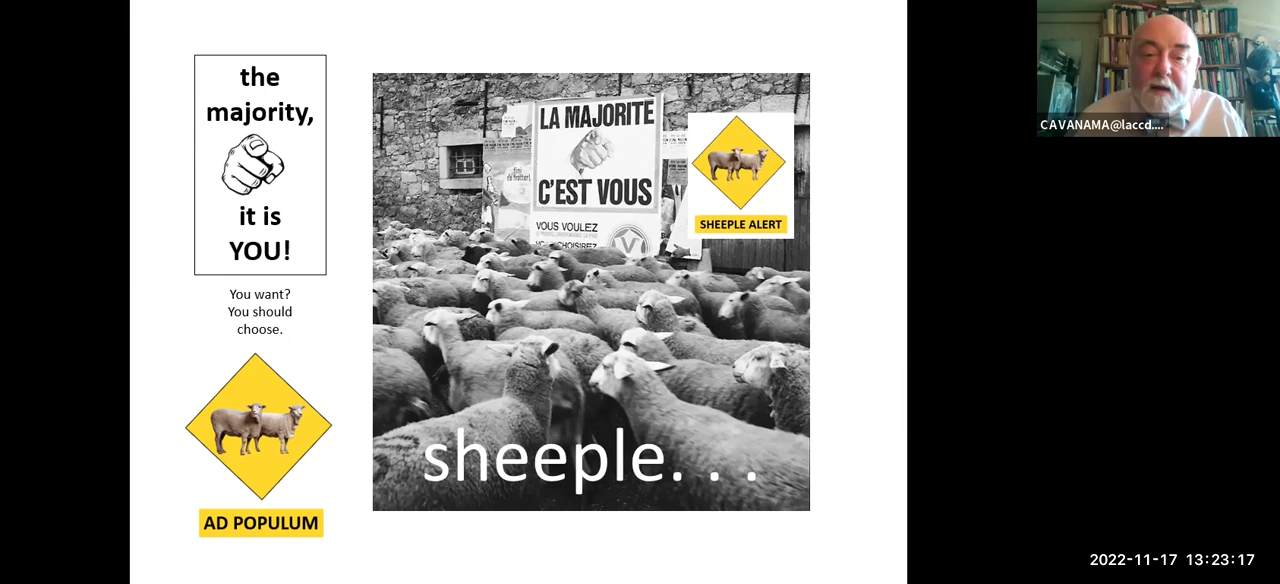 the
majority,
it is
YOU!
You want?
You should
choose.
AD POPULUM
LA MAJORITE
C'EST VOUS
VOUS VOULEZ
CHOISIREZ
SHEEPLE ALERT
sheeple. . .
CAVANAMA@laccd....
2022-11-17 13:23:17